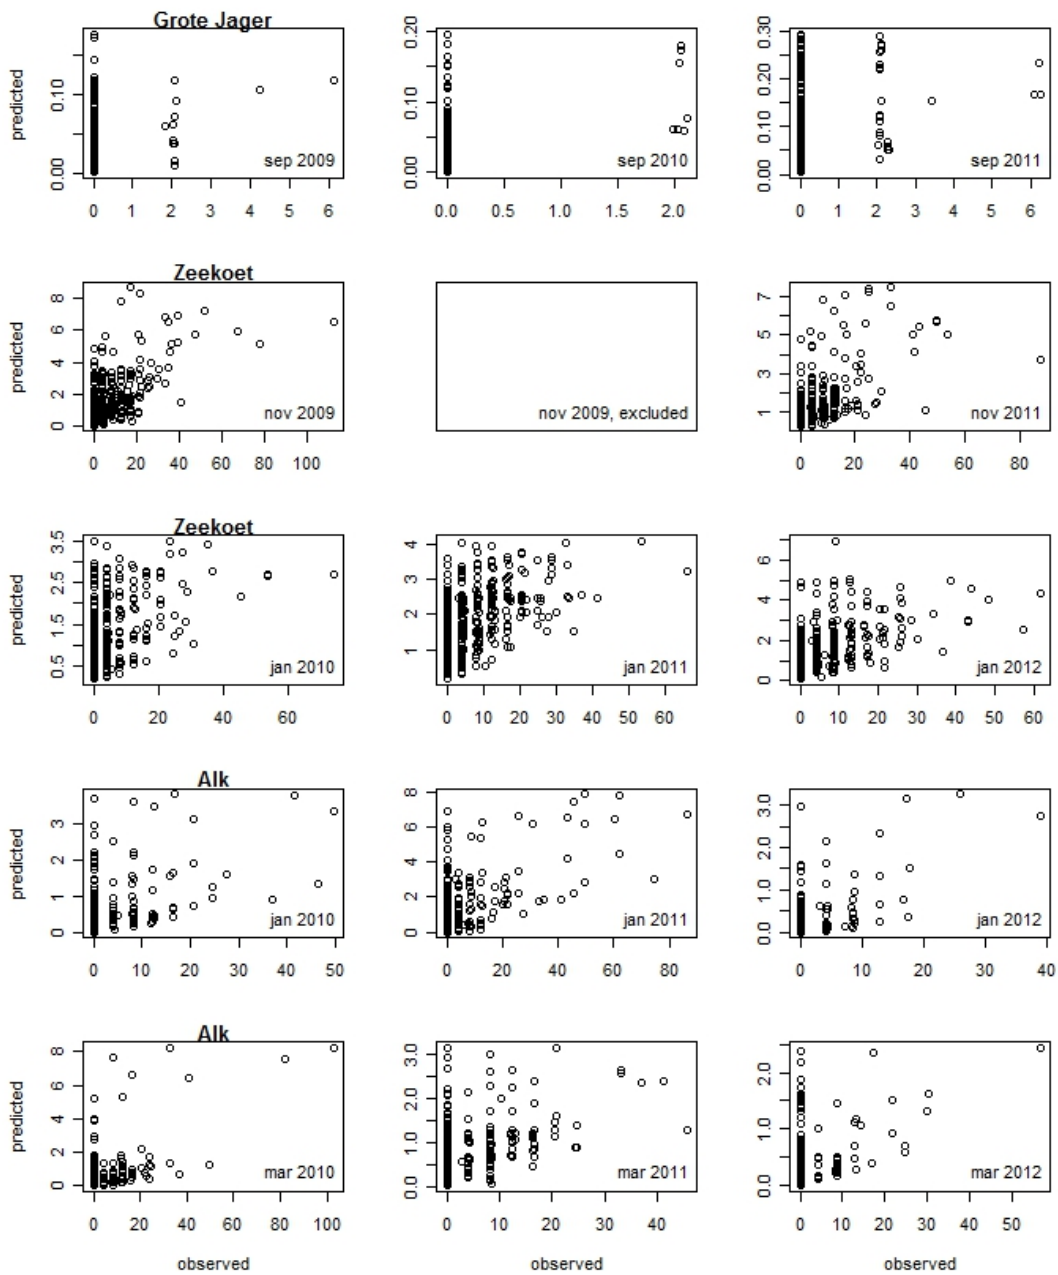 Grote Jager
predicted
0.00 0.10
sep 2009
0 1 2 3 4 5 6
0.00 0.10 0.20
sep 2010
0.0 0.5 1.0 1.5 2.0
0.00 0.10 0.20 0.30
sep 2011
0 1 2 3 4 5 6
Zeekoet
predicted
0 2 4 6 8
nov 2009
0 20 40 60 80 100
nov 2009, excluded
1 3 5 7
nov 2011
0 20 40 60 80
Zeekoet
predicted
0.5 1.5 2.5 3.5
jan 2010
0 20 40 60
1 2 3 4
jan 2011
0 10 20 30 40 50 60
0 2 4 6
jan 2012
0 10 20 30 40 50 60
Alk
predicted
0 1 2 3
jan 2010
0 10 20 30 40 50
0 2 4 6 8
jan 2011
0 20 40 60 80
0.0 1.0 2.0 3.0
jan 2012
0 10 20 30 40
Alk
predicted
0 2 4 6 8
mar 2010
0 20 40 60 80 100
observed
0.0 1.0 2.0 3.0
mar 2011
0 20 40
observed
0.0 1.0 2.0
mar 2012
0 10 20 30 40 50
observed